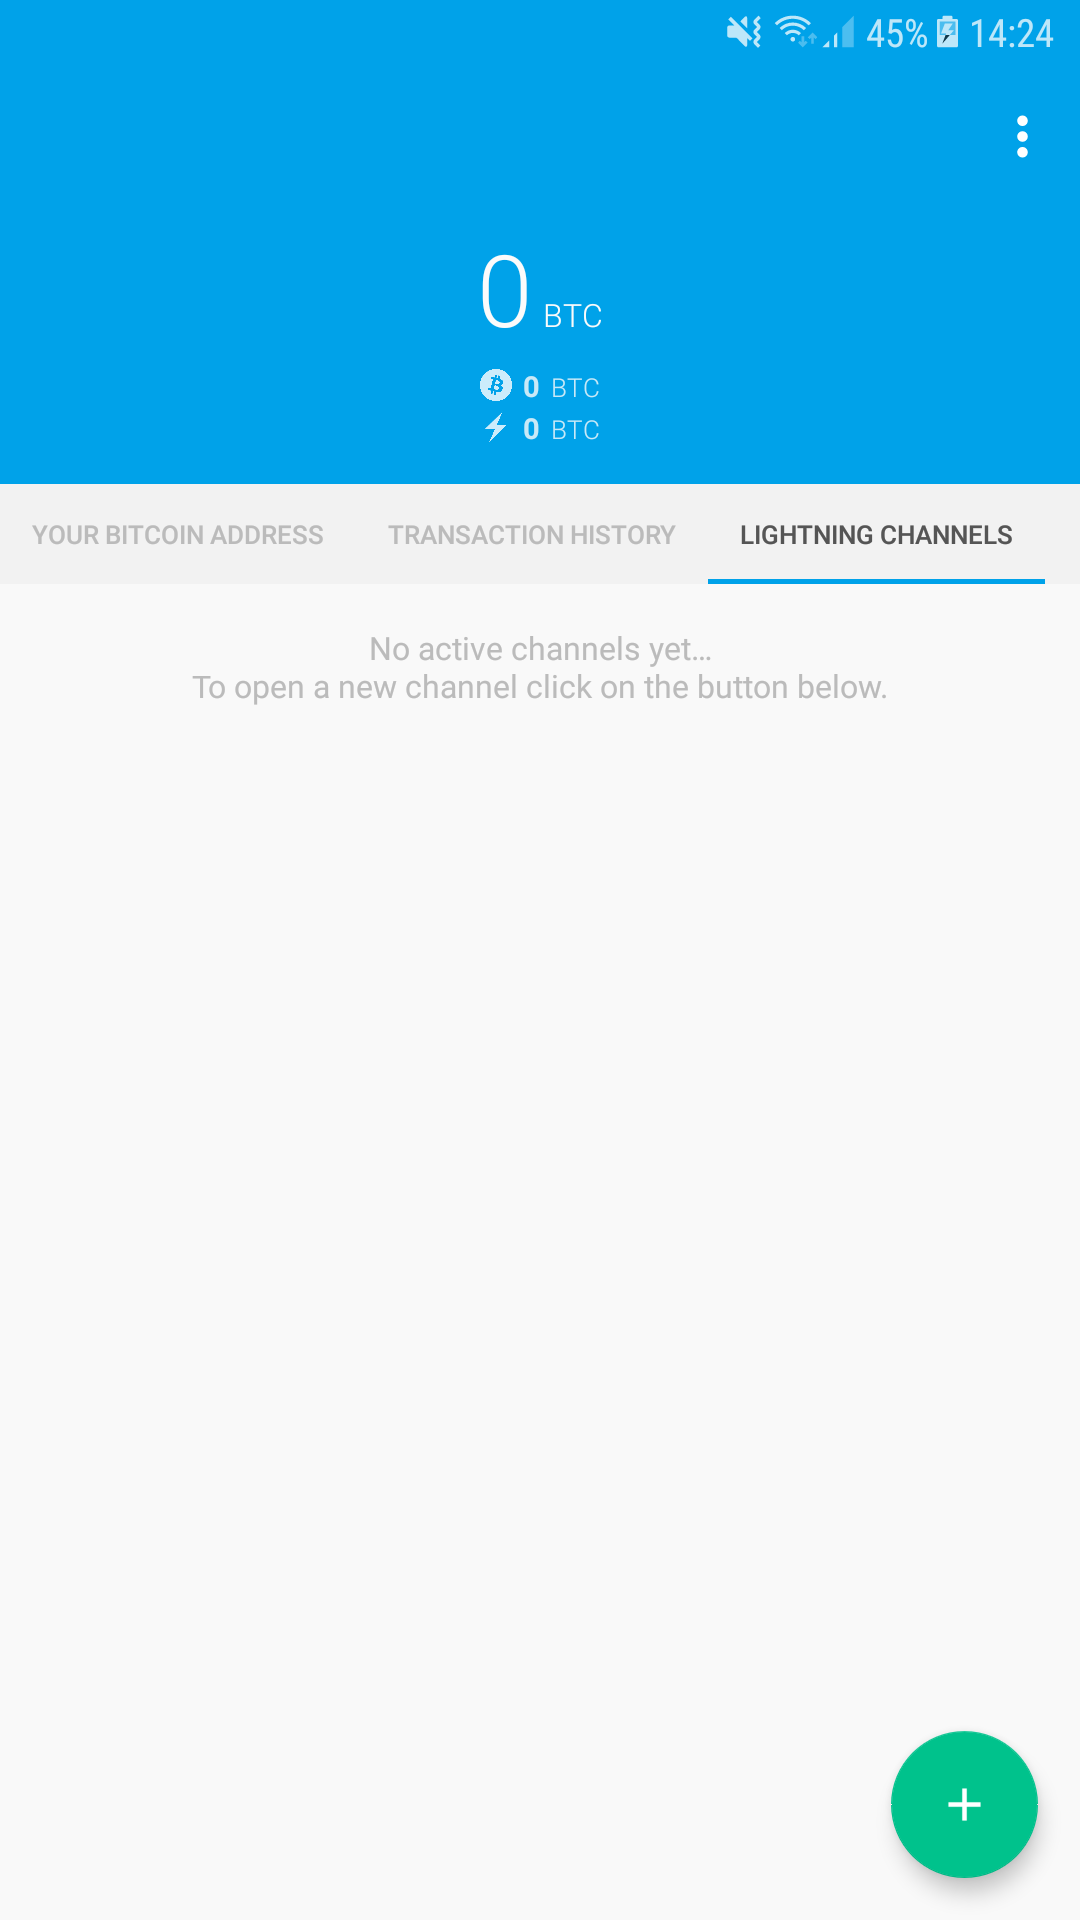 45% 14:24
0 BTC
0 BTC
0 BTC
YOUR BITCOIN ADDRESS TRANSACTION HISTORY LIGHTNING CHANNELS
No active channels yet...
To open a new channel click on the button below.